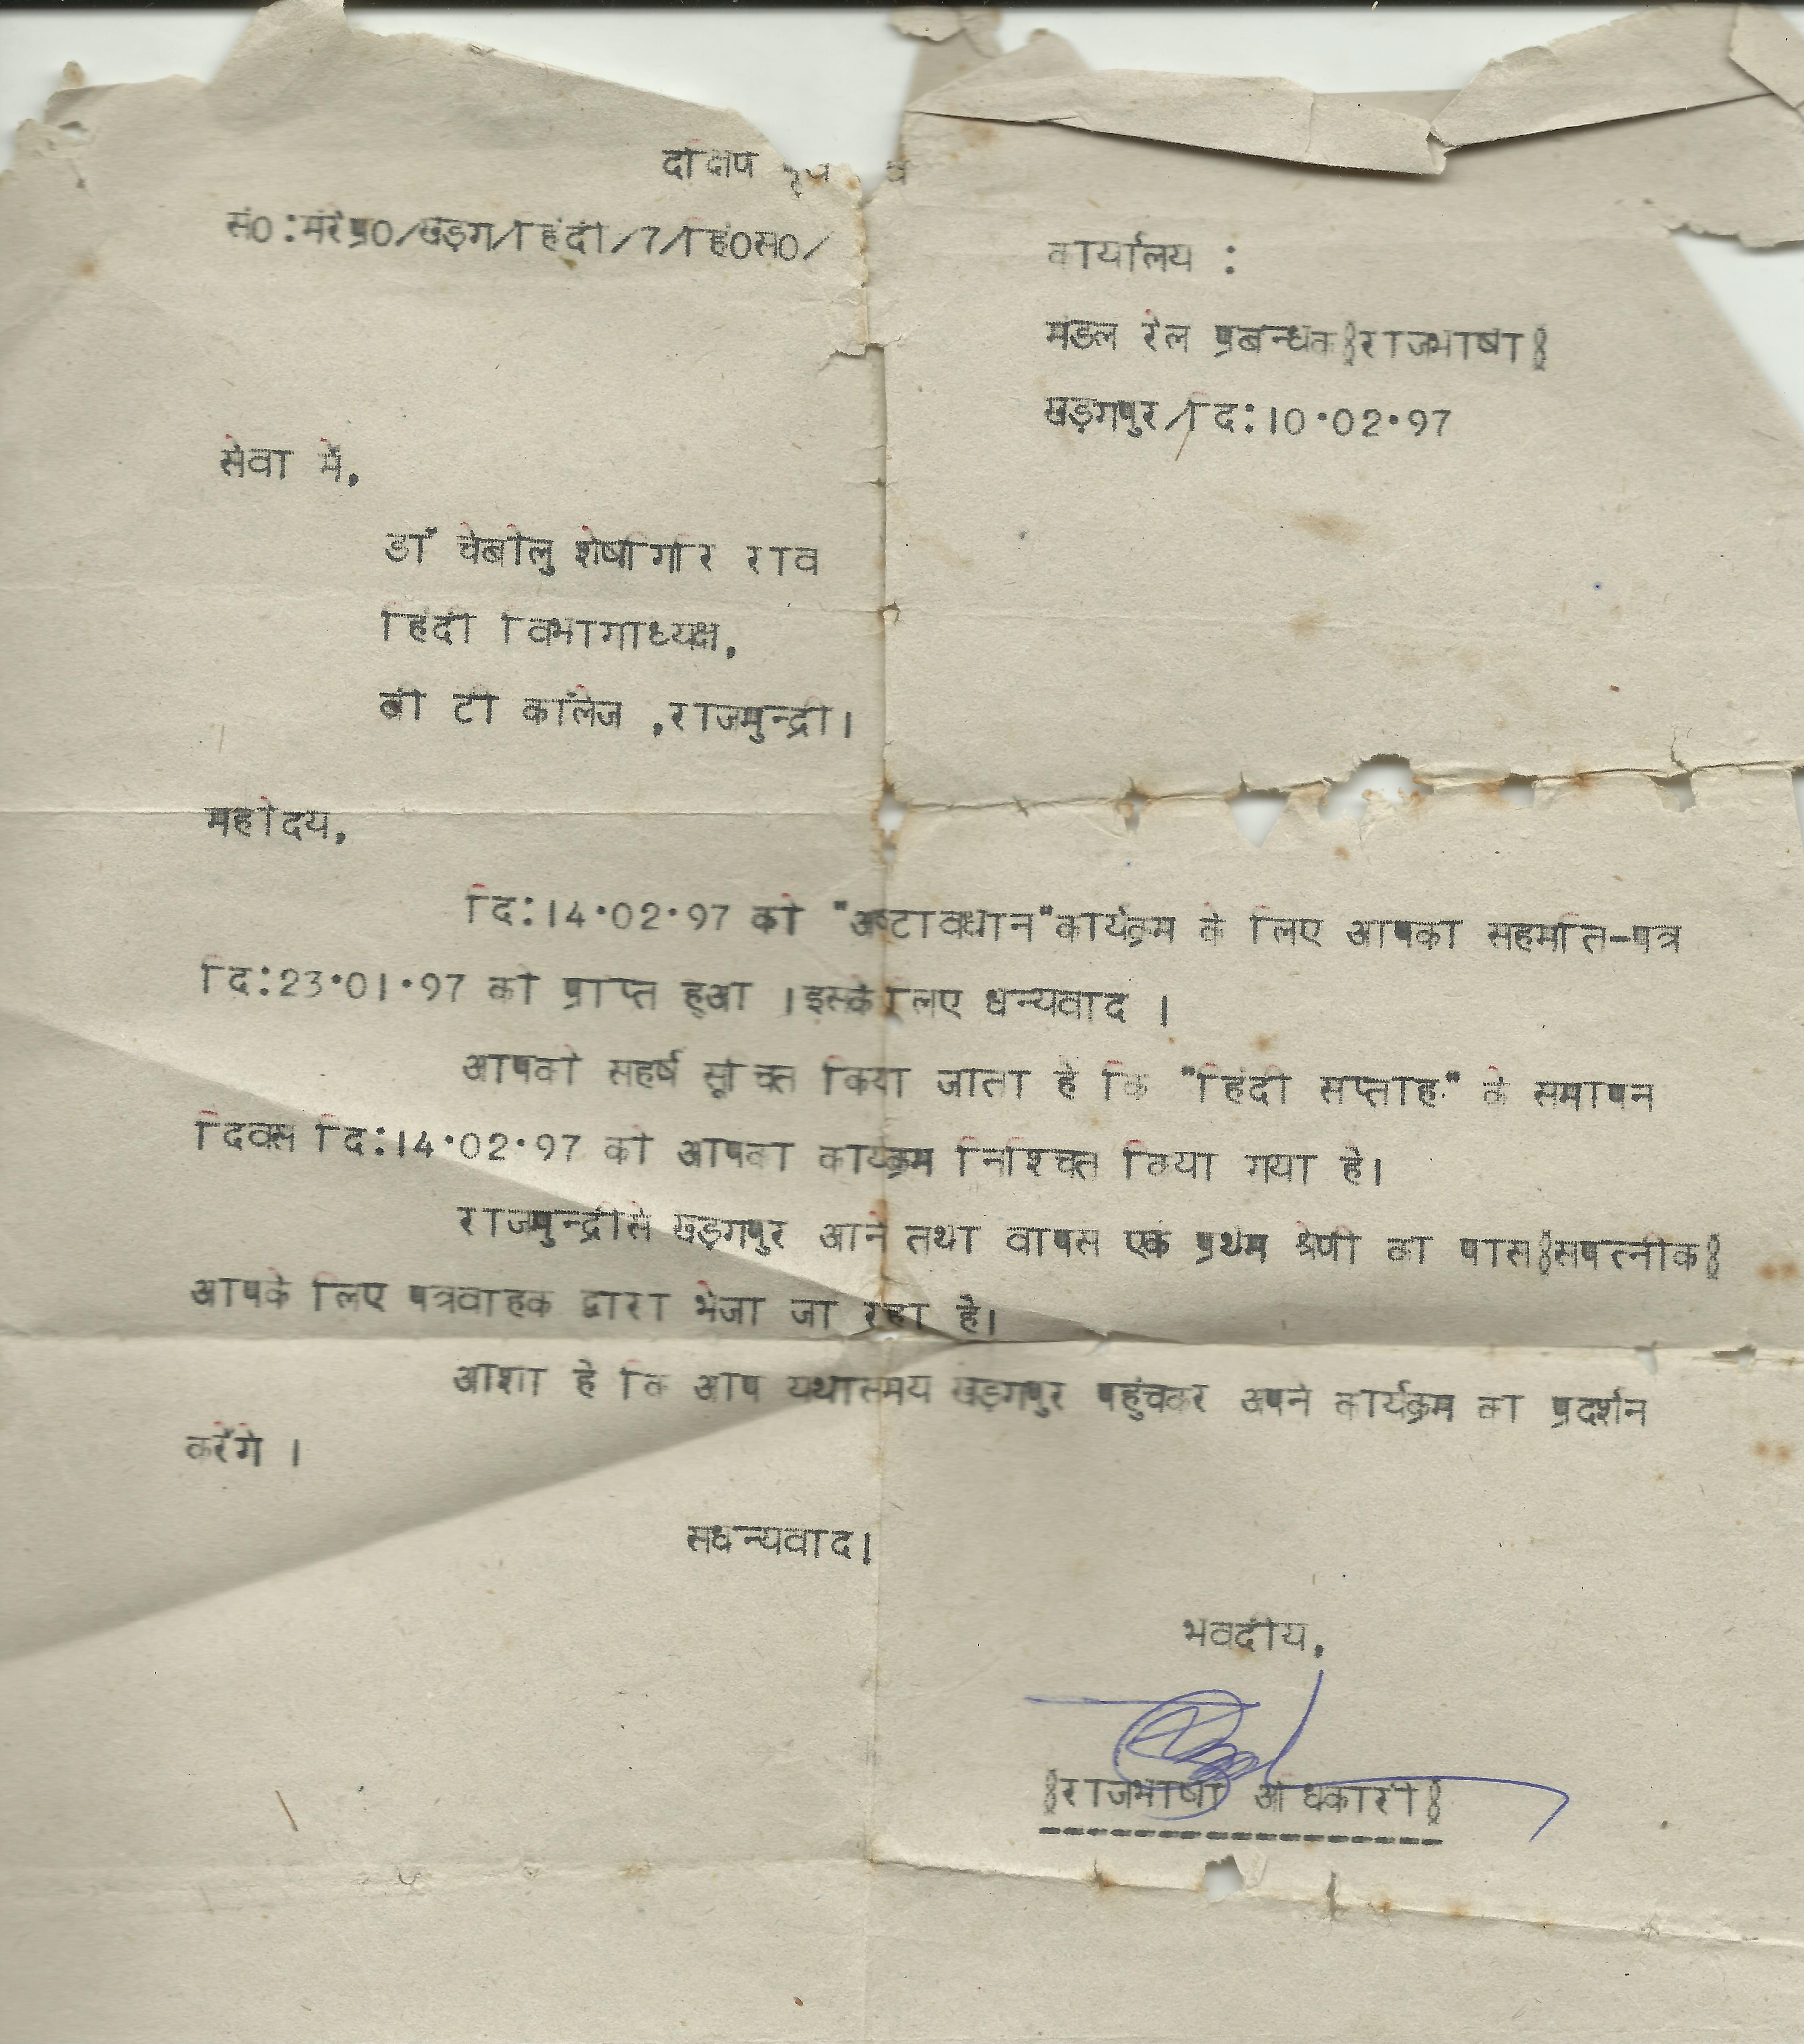 दक्षिण
सं0:मंरेप्र0/खड़ग/हिंदी/7/हिं0स0/
कार्यालय :
मंडल रेल प्रबन्धक(राजभाषा)
खड़गपुर/दि:10.02.97
सेवा में,
डॉ चेबोलु शेषगिरि राव
हिंदी विभागाध्यक्ष,
बी टी कॉलेज ,राजमुन्द्री।
महोदय,
दि:14.02.97 को "अष्टावधान"कार्यक्रम के लिए आपका सहमति-पत्र
दि:23.01.97 को प्राप्त हुआ ।इसके लिए धन्यवाद ।
आपको सहर्ष सूचित किया जाता है कि "हिंदी सप्ताह" के समापन
दिवस दि:14.02.97 को आपका कार्यक्रम निश्चित किया गया है।
राजमुन्द्रीसे खड़गपुर आने तथा वापस एक प्रथम श्रेणी का पास(सपत्नीक)
आपके लिए पत्रवाहक द्वारा भेजा जा रहा है।
आशा है कि आप यथासमय खड़गपुर पहुंचकर अपने कार्यक्रम का प्रदर्शन
करेंगे ।
सधन्यवाद।
भवदीय,
(राजभाषा अधिकारी)